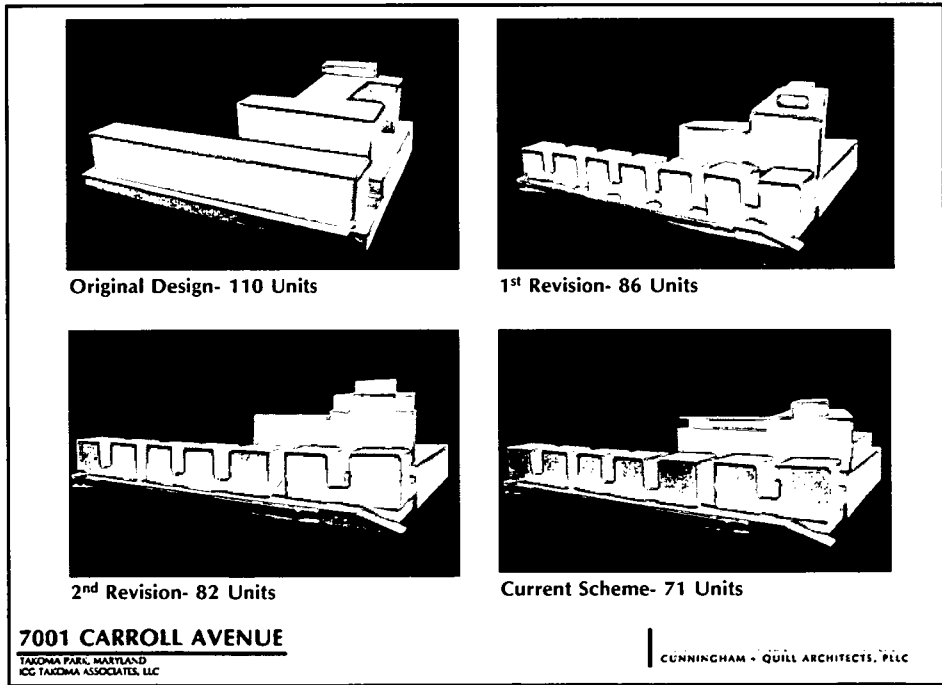 Original Design- 110 Units
1st Revision- 86 Units
2nd Revision- 82 Units
Current Scheme- 71 Units
7001 CARROLL AVENUE
TAKOMA PARK, MARYLAND
ICG TAKOMA ASSOCIATES, LLC
CUNNINGHAM + QUILL ARCHITECTS, PLLC